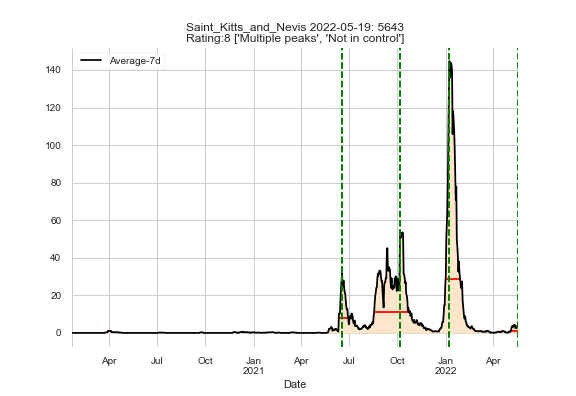 Saint_Kitts_and_Nevis 2022-05-19: 5643
Rating:8 ['Multiple peaks', 'Not in control']
Average-7d
140
120
100
80
60
40
20
0
Apr Jul Oct Jan Apr Jul Oct Jan Apr
2021 2022
Date